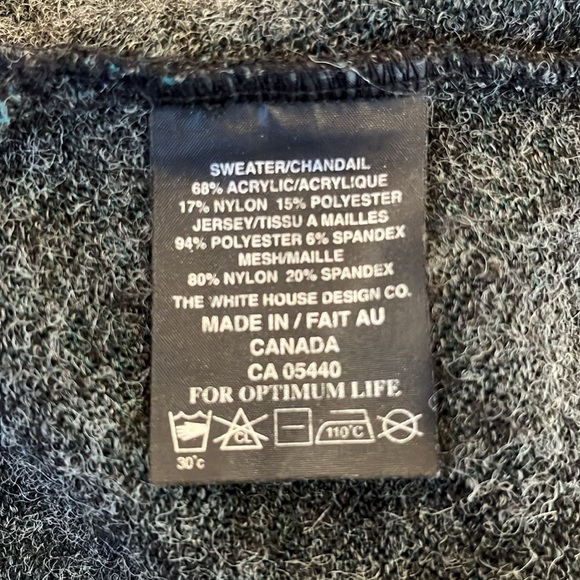 SWEATER/CHANDAIL
68% ACRYLIC/ACRYLIQUE
17% NYLON 15% POLYESTER
JERSEY/TISSU A MAILLES
94% POLYESTER 6% SPANDEX
MESH/MAILLE
80% NYLON 20% SPANDEX
THE WHITE HOUSE DESIGN CO.
MADE IN / FAIT AU
CANADA
CA 05440
FOR OPTIMUM LIFE
CL 110°C
30°C